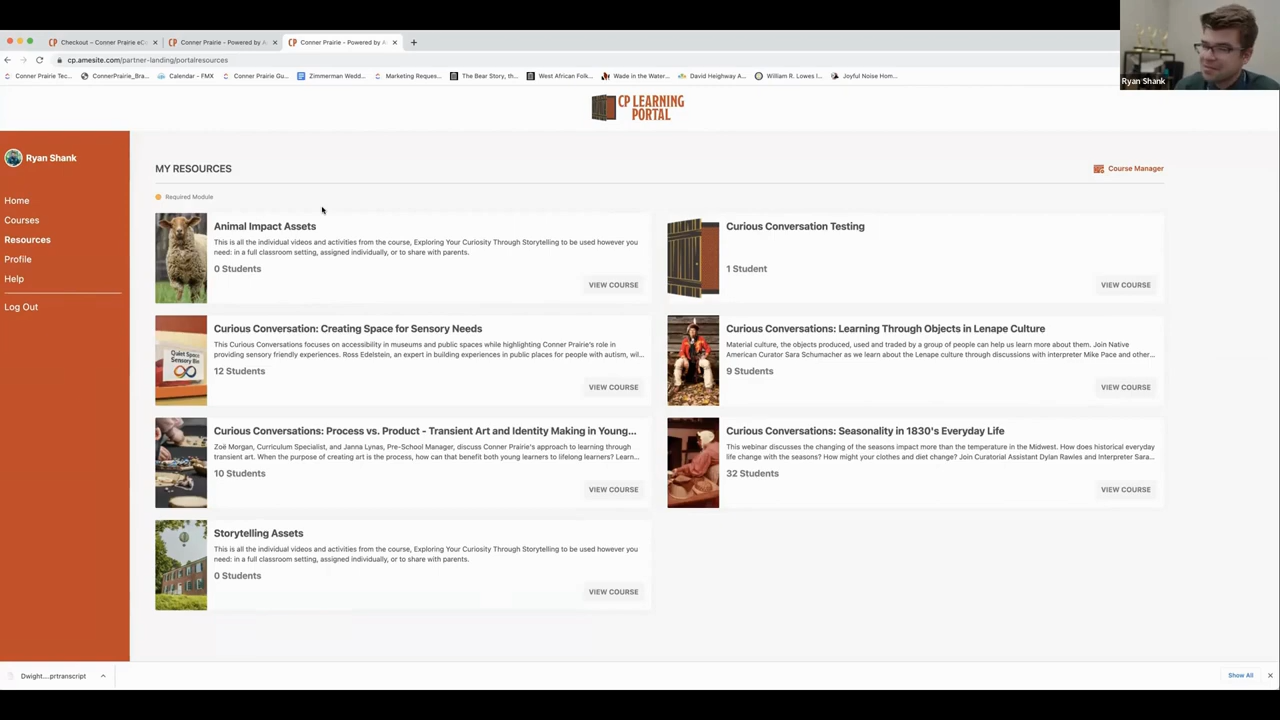 Checkout – Conner Prairie eC
Conner Prairie - Powered by A
Conner Prairie - Powered by A
cp.amesite.com/partner-landing/portalresources
Conner Prairie Tec...
ConnerPrairie_Bra...
Calendar - FMX
Conner Prairie Gu...
Zimmerman Wedd...
Marketing Reques...
The Bear Story, th...
West African Folk...
Wade in the Water...
David Heighway A...
William R. Lowes I...
Joyful Noise Hom...
Ryan Shank
CP LEARNING
PORTAL
Ryan Shank
Home
Courses
Resources
Profile
Help
Log Out
MY RESOURCES
Course Manager
Required Module
Animal Impact Assets
This is all the individual videos and activities from the course, Exploring Your Curiosity Through Storytelling to be used however you
need: in a full classroom setting, assigned individually, or to share with parents.
0 Students
VIEW COURSE
Curious Conversation Testing
1 Student
VIEW COURSE
Curious Conversation: Creating Space for Sensory Needs
This Curious Conversations focuses on accessibility in museums and public spaces while highlighting Conner Prairie's role in
providing sensory friendly experiences. Ross Edelstein, an expert in building experiences in public places for people with autism, wil...
12 Students
VIEW COURSE
Quiet Space
Sensory Bin
Curious Conversations: Learning Through Objects in Lenape Culture
Material culture, the objects produced, used and traded by a group of people can help us learn more about them. Join Native
American Curator Sara Schumacher as we learn about the Lenape culture through discussions with interpreter Mike Pace and other...
9 Students
VIEW COURSE
Curious Conversations: Process vs. Product - Transient Art and Identity Making in Young...
Zoë Morgan, Curriculum Specialist, and Janna Lynas, Pre-School Manager, discuss Conner Prairie's approach to learning through
transient art. When the purpose of creating art is the process, how can that benefit both young learners to lifelong learners? Learn...
10 Students
VIEW COURSE
Curious Conversations: Seasonality in 1830's Everyday Life
This webinar discusses the changing of the seasons impact more than the temperature in the Midwest. How does historical everyday
life change with the seasons? How might your clothes and diet change? Join Curatorial Assistant Dylan Rawles and Interpreter Sara...
32 Students
VIEW COURSE
Storytelling Assets
This is all the individual videos and activities from the course, Exploring Your Curiosity Through Storytelling to be used however you
need: in a full classroom setting, assigned individually, or to share with parents.
0 Students
VIEW COURSE
Dwight....prtranscript
Show All